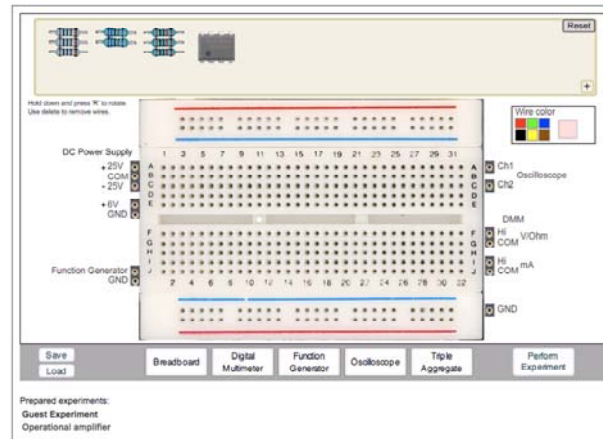 Reset
+
Hold down and press 'R' to rotate
Use delete to remove wires.
Wire color
DC Power Supply
1 3 5 7 9 11 13 15 17 19 21 23 25 27 29 31
+25V
COM
- 25V
+6V
GND
A
B
C
D
E
A
B
C
D
E
Ch1
Oscilloscope
Ch2
DMM
F
G
H
I
J
F
G
H
I
J
Hi
V/Ohm
COM
Hi
mA
COM
Function Generator
GND
2 4 6 8 10 12 14 16 18 20 22 24 26 28 30 32
GND
Save
Load
Breadboard
Digital
Multimeter
Function
Generator
Oscilloscope
Triple
Aggregate
Perform
Experiment
Prepared experiments:
Guest Experiment
Operational amplifier